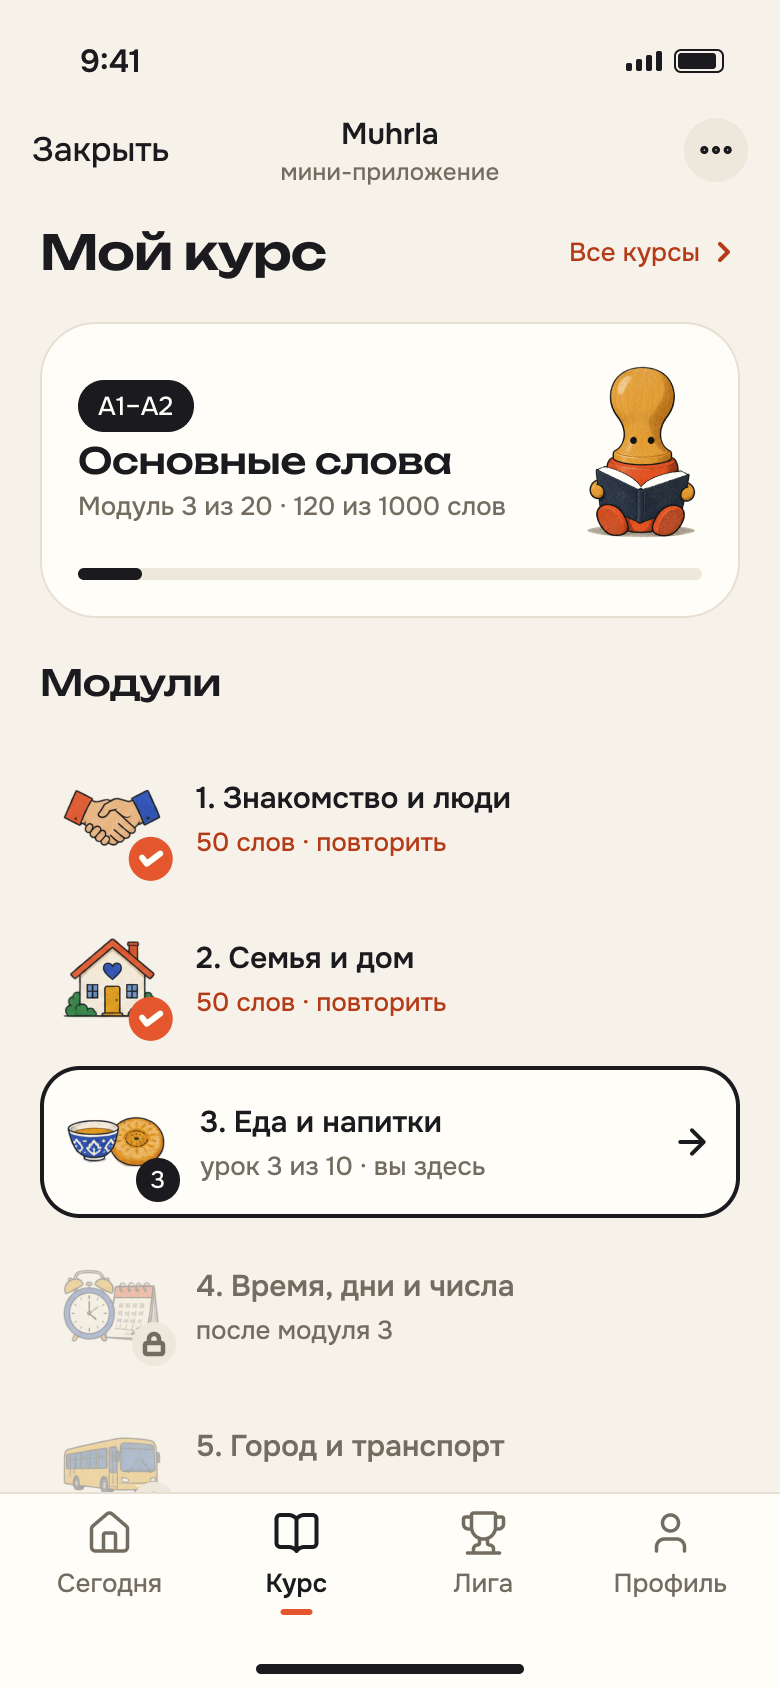 9:41
Закрыть
Muhrla
мини-приложение
Мой курс
Все курсы
A1–A2
Основные слова
Модуль 3 из 20 · 120 из 1000 слов
Модули
1. Знакомство и люди
50 слов · повторить
2. Семья и дом
50 слов · повторить
3. Еда и напитки
урок 3 из 10 · вы здесь
3
4. Время, дни и числа
после модуля 3
5. Город и транспорт
Сегодня
Курс
Лига
Профиль